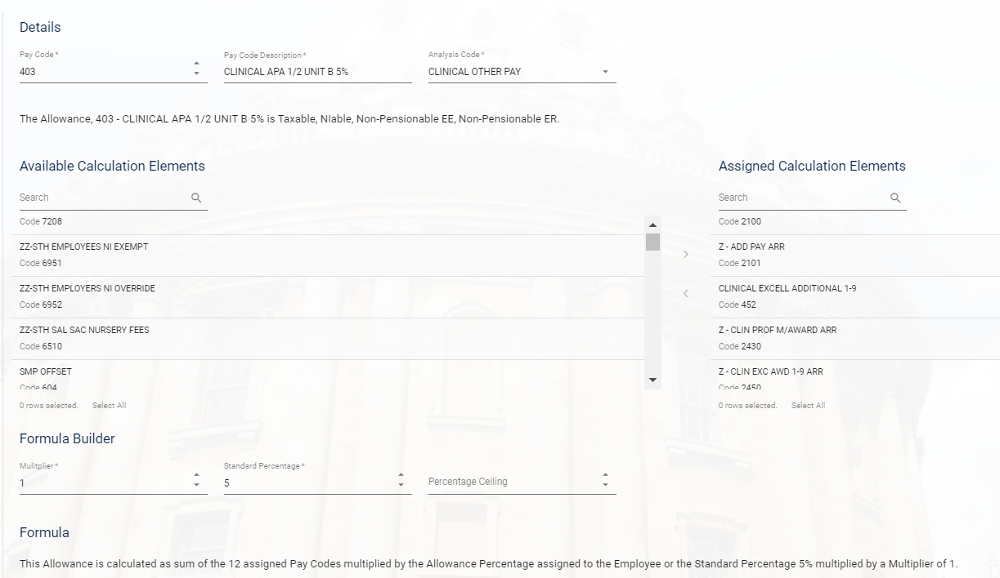 Details
Pay Code *
Pay Code Description *
Analysis Code *
403
CLINICAL APA 1/2 UNIT B 5%
CLINICAL OTHER PAY
The Allowance, 403 - CLINICAL APA 1/2 UNIT B 5% is Taxable, NIable, Non-Pensionable EE, Non-Pensionable ER.
Available Calculation Elements
Search
Code 7208
ZZ-STH EMPLOYEES NI EXEMPT
Code 6951
ZZ-STH EMPLOYERS NI OVERRIDE
Code 6952
ZZ-STH SAL SAC NURSERY FEES
Code 6510
SMP OFFSET
Code 604
0 rows selected. Select All
Assigned Calculation Elements
Search
Code 2100
Z - ADD PAY ARR
Code 2101
CLINICAL EXCELL ADDITIONAL 1-9
Code 452
Z - CLIN PROF M/AWARD ARR
Code 2430
Z - CLIN EXC AWD 1-9 ARR
Code 2450
0 rows selected. Select All
Formula Builder
Mulitplier *
Standard Percentage *
1
5
Percentage Ceiling
Formula
This Allowance is calculated as sum of the 12 assigned Pay Codes multiplied by the Allowance Percentage assigned to the Employee or the Standard Percentage 5% multiplied by a Multiplier of 1.